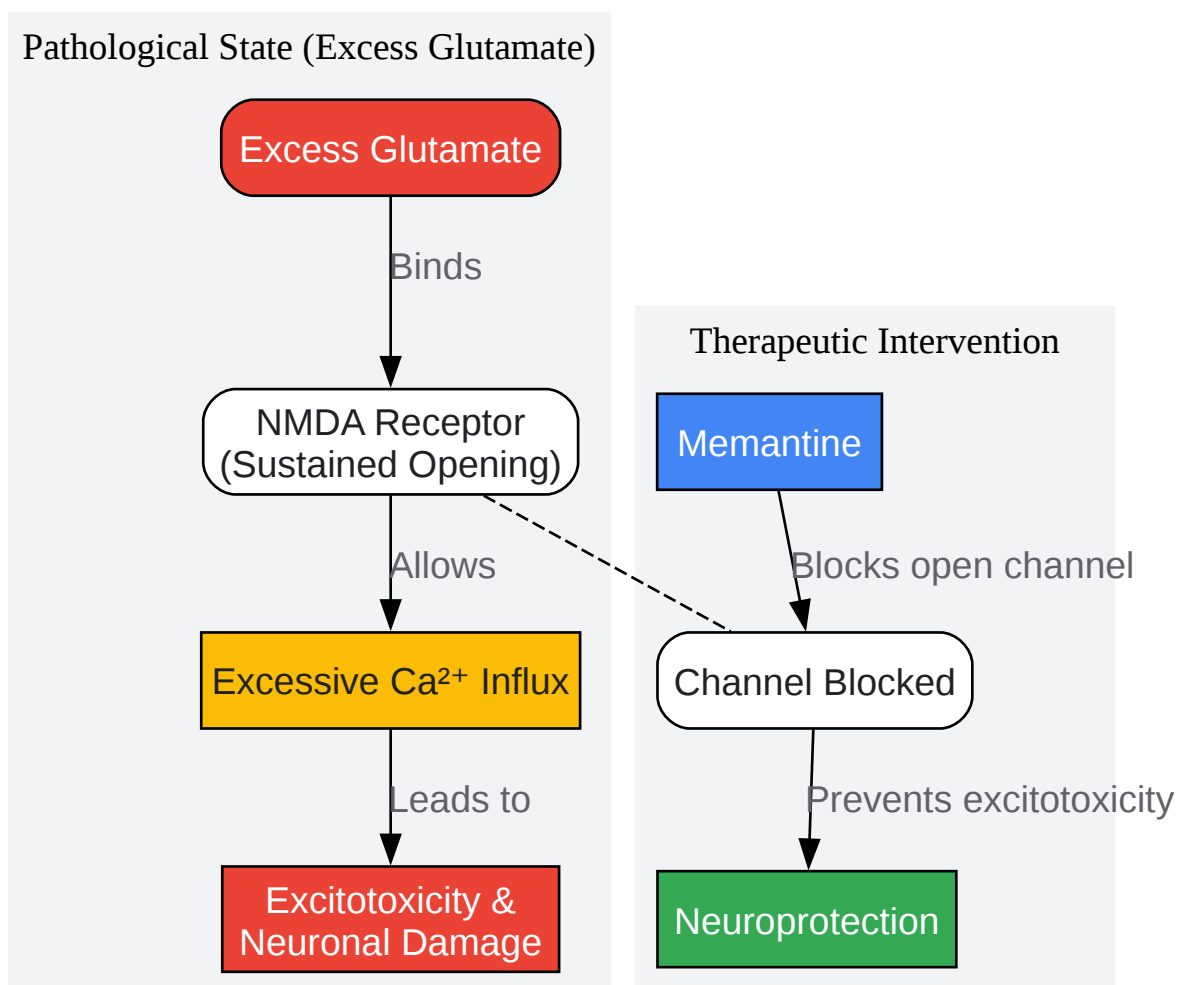 Pathological State (Excess Glutamate)
Excess Glutamate
Binds
NMDA Receptor
(Sustained Opening)
Allows
Excessive Ca²⁺ Influx
Leads to
Excitotoxicity &
Neuronal Damage
Therapeutic Intervention
Memantine
Blocks open channel
Channel Blocked
Prevents excitotoxicity
Neuroprotection